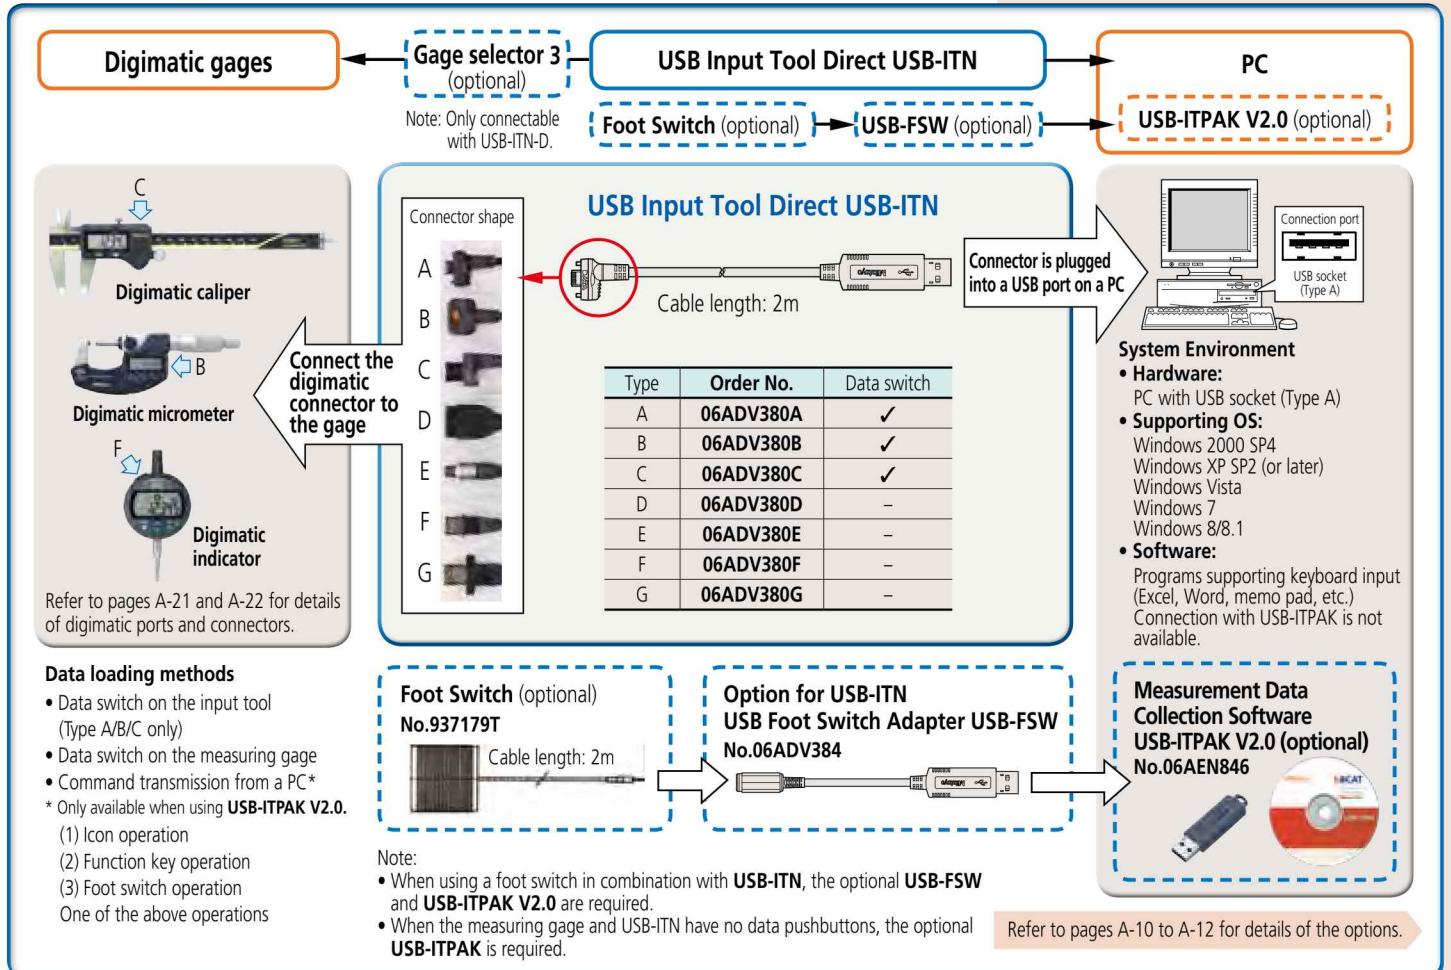 Digimatic gages
Gage selector 3
(optional)
Note: Only connectable
with USB-ITN-D.
USB Input Tool Direct USB-ITN
Foot Switch (optional)
USB-FSW (optional)
PC
USB-ITPAK V2.0 (optional)
C
Digimatic caliper
B
Digimatic micrometer
F
Digimatic
indicator
Refer to pages A-21 and A-22 for details
of digimatic ports and connectors.
Connect the
digimatic
connector to
the gage
Connector shape
A
B
C
D
E
F
G
USB Input Tool Direct USB-ITN
Mitutoyo
Cable length: 2m
Type Order No. Data switch
A 06ADV380A ✓
B 06ADV380B ✓
C 06ADV380C ✓
D 06ADV380D –
E 06ADV380E –
F 06ADV380F –
G 06ADV380G –
Connector is plugged
into a USB port on a PC
Connection port
USB socket
(Type A)
System Environment
• Hardware:
PC with USB socket (Type A)
• Supporting OS:
Windows 2000 SP4
Windows XP SP2 (or later)
Windows Vista
Windows 7
Windows 8/8.1
• Software:
Programs supporting keyboard input
(Excel, Word, memo pad, etc.)
Connection with USB-ITPAK is not
available.
Data loading methods
• Data switch on the input tool
(Type A/B/C only)
• Data switch on the measuring gage
• Command transmission from a PC*
* Only available when using USB-ITPAK V2.0.
(1) Icon operation
(2) Function key operation
(3) Foot switch operation
One of the above operations
Foot Switch (optional)
No.937179T
Cable length: 2m
Option for USB-ITN
USB Foot Switch Adapter USB-FSW
No.06ADV384
Mitutoyo
Measurement Data
Collection Software
USB-ITPAK V2.0 (optional)
No.06AEN846
Note:
• When using a foot switch in combination with USB-ITN, the optional USB-FSW
and USB-ITPAK V2.0 are required.
• When the measuring gage and USB-ITN have no data pushbuttons, the optional
USB-ITPAK is required.
Refer to pages A-10 to A-12 for details of the options.